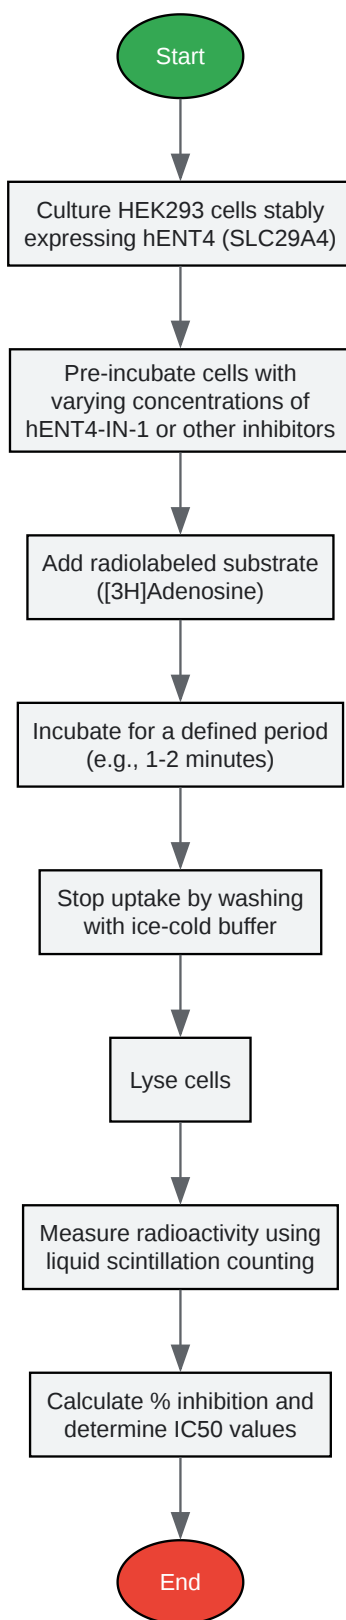 Start
Culture HEK293 cells stably
expressing hENT4 (SLC29A4)
Pre-incubate cells with
varying concentrations of
hENT4-IN-1 or other inhibitors
Add radiolabeled substrate
([3H]Adenosine)
Incubate for a defined period
(e.g., 1-2 minutes)
Stop uptake by washing
with ice-cold buffer
Lyse cells
Measure radioactivity using
liquid scintillation counting
Calculate % inhibition and
determine IC50 values
End